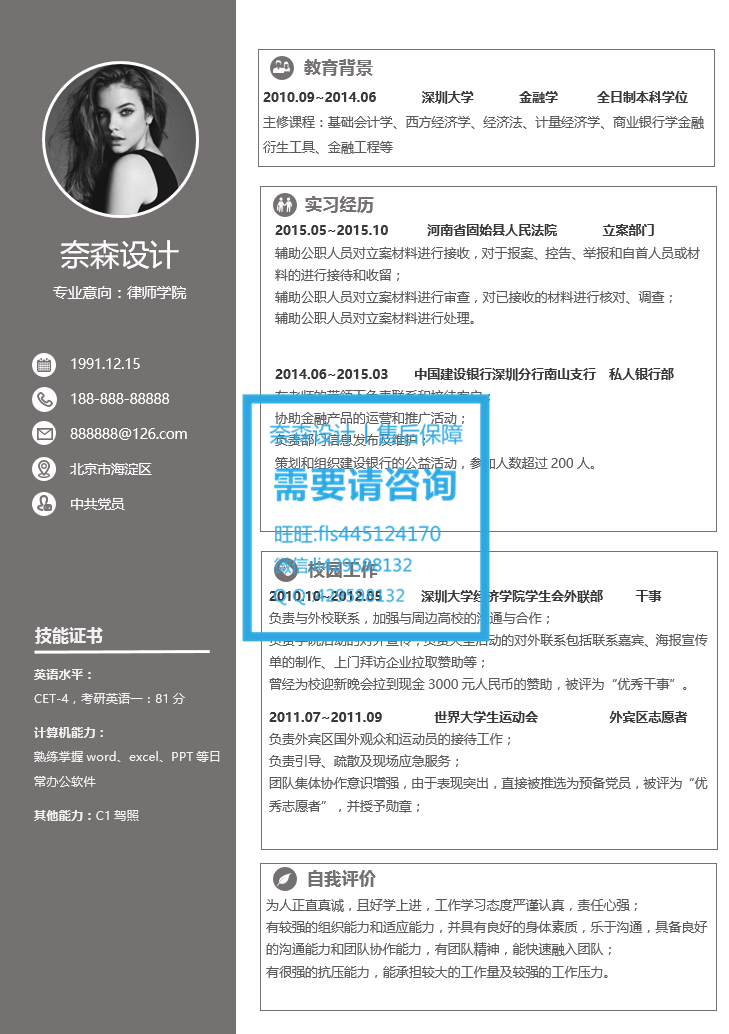 奈森设计
专业意向：律师学院
1991.12.15
188-888-88888
888888@126.com
北京市海淀区
中共党员
技能证书
英语水平：
CET-4，考研英语一：81 分
计算机能力：
熟练掌握 word、excel、PPT 等日
常办公软件
其他能力：C1 驾照
教育背景
2010.09~2014.06 深圳大学 金融学 全日制本科学位
主修课程：基础会计学、西方经济学、经济法、计量经济学、商业银行学金融
衍生工具、金融工程等
实习经历
2015.05~2015.10 河南省固始县人民法院 立案部门
辅助公职人员对立案材料进行接收，对于报案、控告、举报和自首人员或材
料的进行接待和收留；
辅助公职人员对立案材料进行审查，对已接收的材料进行核对、调查；
辅助公职人员对立案材料进行处理。
2014.06~2015.03 中国建设银行深圳分行南山支行 私人银行部
在老师的带领下负责联系和接待客户；
协助金融产品的运营和推广活动；
负责部门信息发布及维护；
策划和组织建设银行的公益活动，参加人数超过 200 人。
奈森设计丨售后保障
需要请咨询
旺旺:fls445124170
校园工作
2010.10~2012.05 深圳大学经济学院学生会外联部 干事
负责与外校联系，加强与周边高校的沟通与合作；
负责学院活动的对外宣传；负责大型活动的对外联系包括联系嘉宾、海报宣传
单的制作、上门拜访企业拉取赞助等；
曾经为校迎新晚会拉到现金 3000 元人民币的赞助，被评为“优秀干事”。
2011.07~2011.09 世界大学生运动会 外宾区志愿者
负责外宾区国外观众和运动员的接待工作；
负责引导、疏散及现场应急服务；
团队集体协作意识增强，由于表现突出，直接被推选为预备党员，被评为“优
秀志愿者”，并授予勋章；
自我评价
为人正直真诚，且好学上进，工作学习态度严谨认真，责任心强；
有较强的组织能力和适应能力，并具有良好的身体素质，乐于沟通，具备良好
的沟通能力和团队协作能力，有团队精神，能快速融入团队；
有很强的抗压能力，能承担较大的工作量及较强的工作压力。